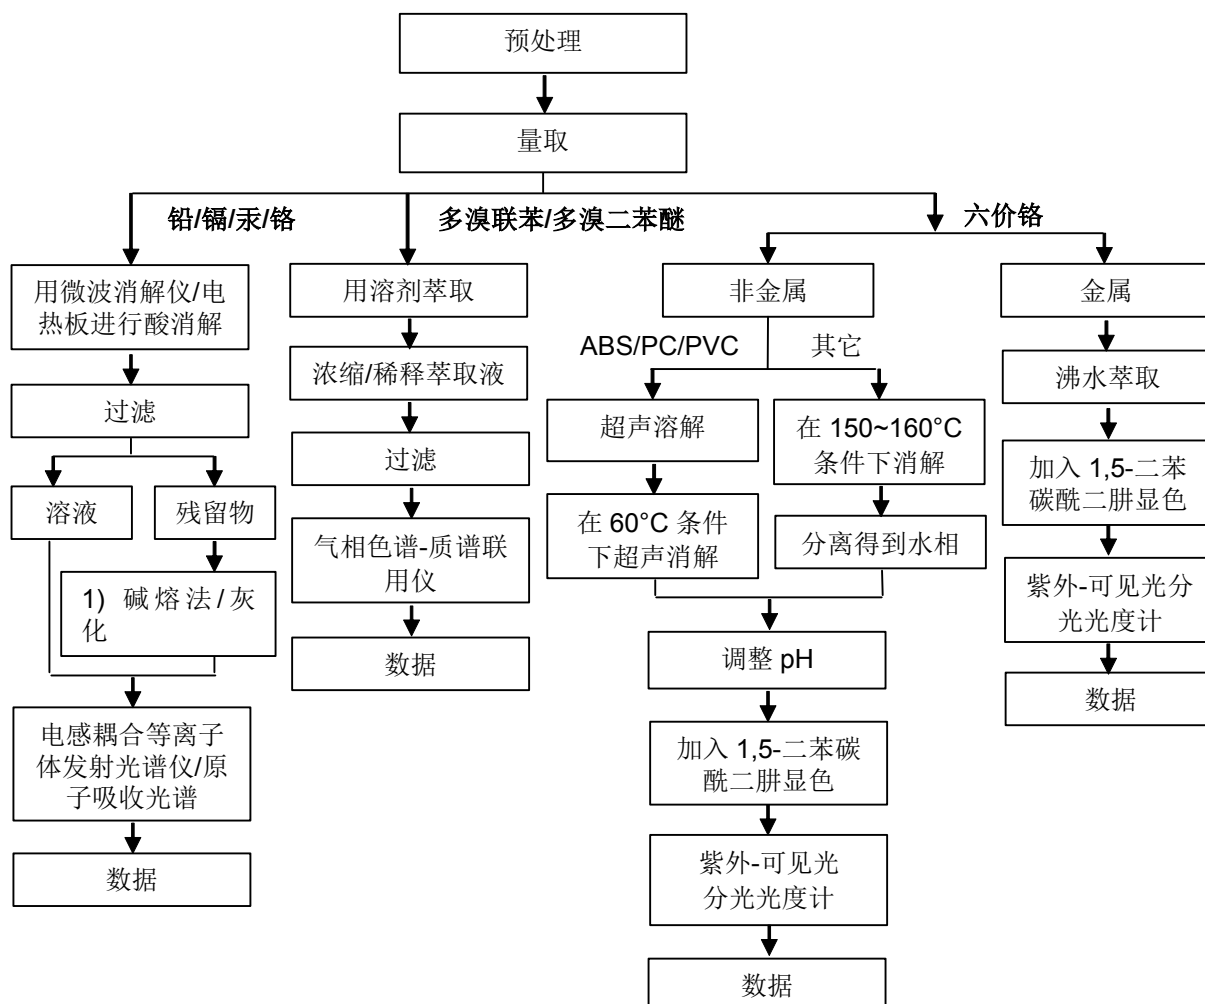 预处理
量取
铅/镉/汞/铬
多溴联苯/多溴二苯醚
六价铬
用微波消解仪/电
热板进行酸消解
过滤
溶液
残留物
1) 碱熔法/灰
化
电感耦合等离子
体发射光谱仪/原
子吸收光谱
数据
用溶剂萃取
浓缩/稀释萃取液
过滤
气相色谱-质谱联
用仪
数据
非金属
ABS/PC/PVC
其它
超声溶解
在 60°C 条件
下超声消解
在 150~160°C
条件下消解
分离得到水相
调整 pH
加入 1,5-二苯碳
酰二肼显色
紫外-可见光
分光光度计
数据
金属
沸水萃取
加入 1,5-二苯
碳酰二肼显色
紫外-可见光分
光光度计
数据